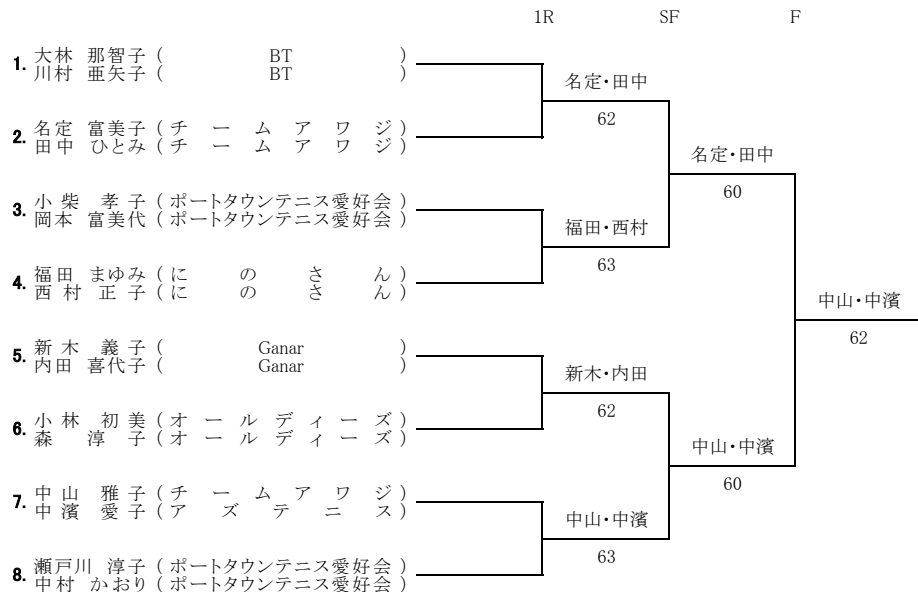 1R SF F
1. 大林 那智子 ( BT )
川村 亜矢子 ( BT )
名定・田中
62
2. 名定 富美子 ( チームアワジ )
田中 ひとみ ( チームアワジ )
名定・田中
60
3. 小柴 孝子 ( ポートタウンテニス愛好会 )
岡本 富美代 ( ポートタウンテニス愛好会 )
福田・西村
63
4. 福田 まゆみ ( にのさん )
西村 正子 ( にのさん )
中山・中濱
62
5. 新木 義子 ( Ganar )
内田 喜代子 ( Ganar )
新木・内田
62
6. 小林 初美 ( オールディーズ )
森 淳子 ( オールディーズ )
中山・中濱
60
7. 中山 雅子 ( チームアワジ )
中濱 愛子 ( アズテニス )
中山・中濱
63
8. 瀬戸川 淳子 ( ポートタウンテニス愛好会 )
中村 かおり ( ポートタウンテニス愛好会 )